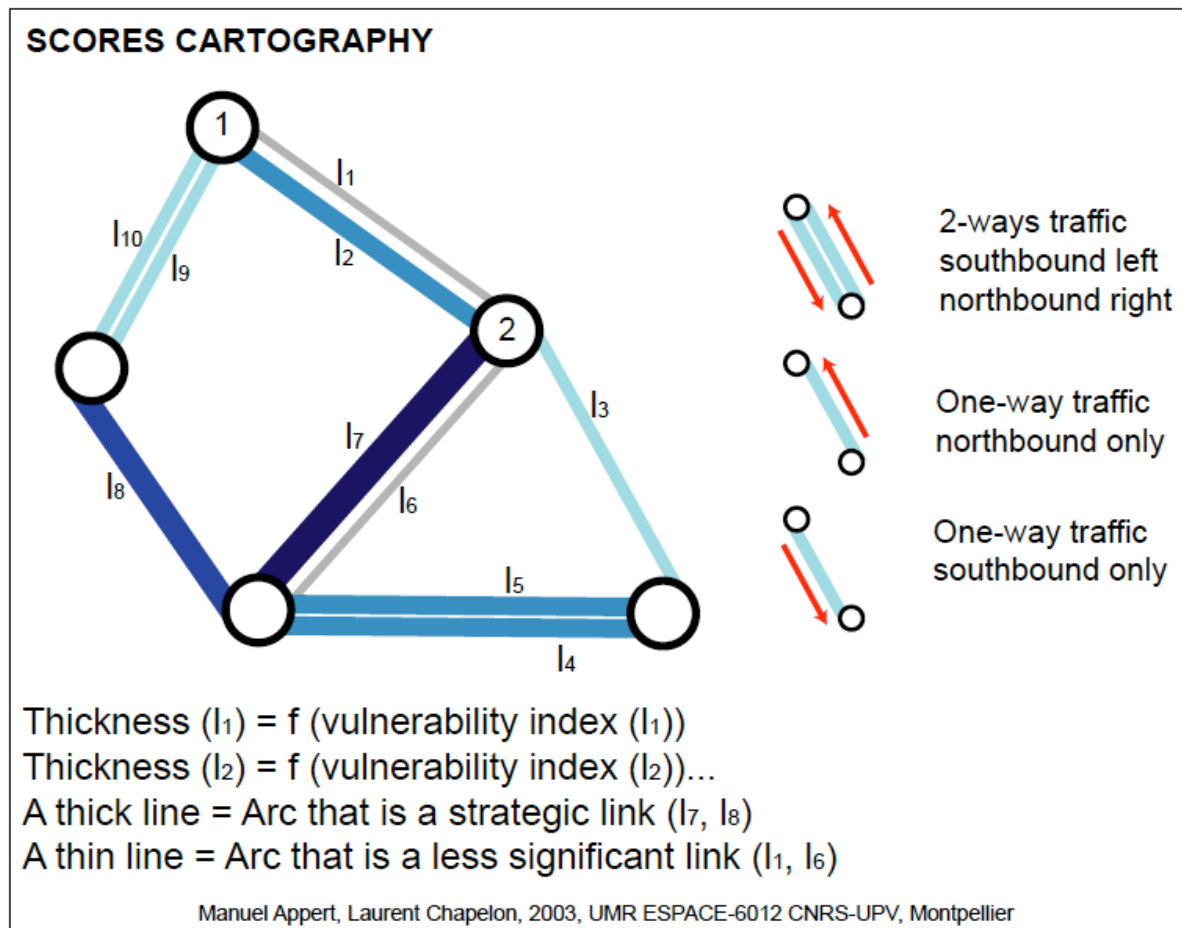 SCORES CARTOGRAPHY
1
l1
l10
l2
l9
2
l3
l7
l8
l6
l5
l4
2-ways traffic
southbound left
northbound right
One-way traffic
northbound only
One-way traffic
southbound only
Thickness (l1) = f (vulnerability index (l1))
Thickness (l2) = f (vulnerability index (l2))...
A thick line = Arc that is a strategic link (l7, l8)
A thin line = Arc that is a less significant link (l1, l6)
Manuel Appert, Laurent Chapelon, 2003, UMR ESPACE-6012 CNRS-UPV, Montpellier